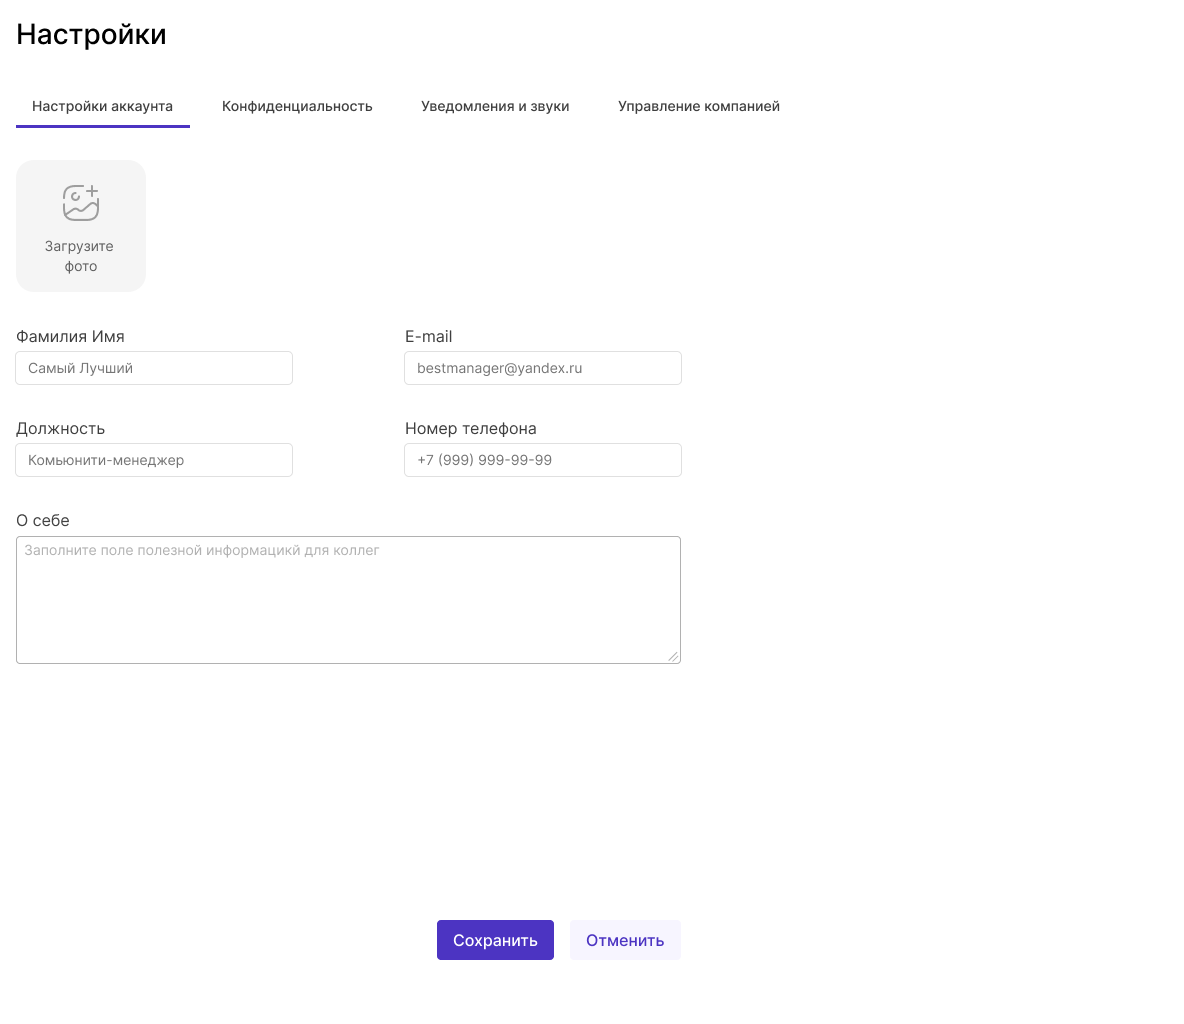 Настройки
Настройки аккаунта
Конфиденциальность
Уведомления и звуки
Управление компанией
Загрузите
фото
Фамилия Имя
Самый Лучший
E-mail
bestmanager@yandex.ru
Должность
Комьюнити-менеджер
Номер телефона
+7 (999) 999-99-99
О себе
Заполните поле полезной информацикй для коллег
Сохранить
Отменить